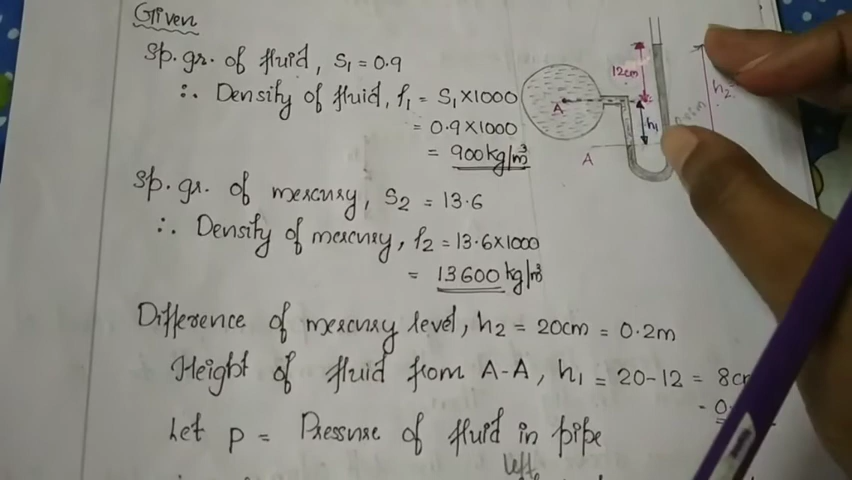 Given
Sp. gr. of fluid, S₁ = 0.9
∴ Density of fluid, ρ₁ = S₁ × 1000
= 0.9 × 1000
= 900 kg/m³
Sp. gr. of mercury, S₂ = 13.6
∴ Density of mercury, ρ₂ = 13.6 × 1000
= 13600 kg/m³
Difference of mercury level, h₂ = 20cm = 0.2m
Height of fluid from A-A, h₁ = 20-12 = 8c
Let P = Pressure of fluid in pipe
left
12cm
A
h₁
h₂
A